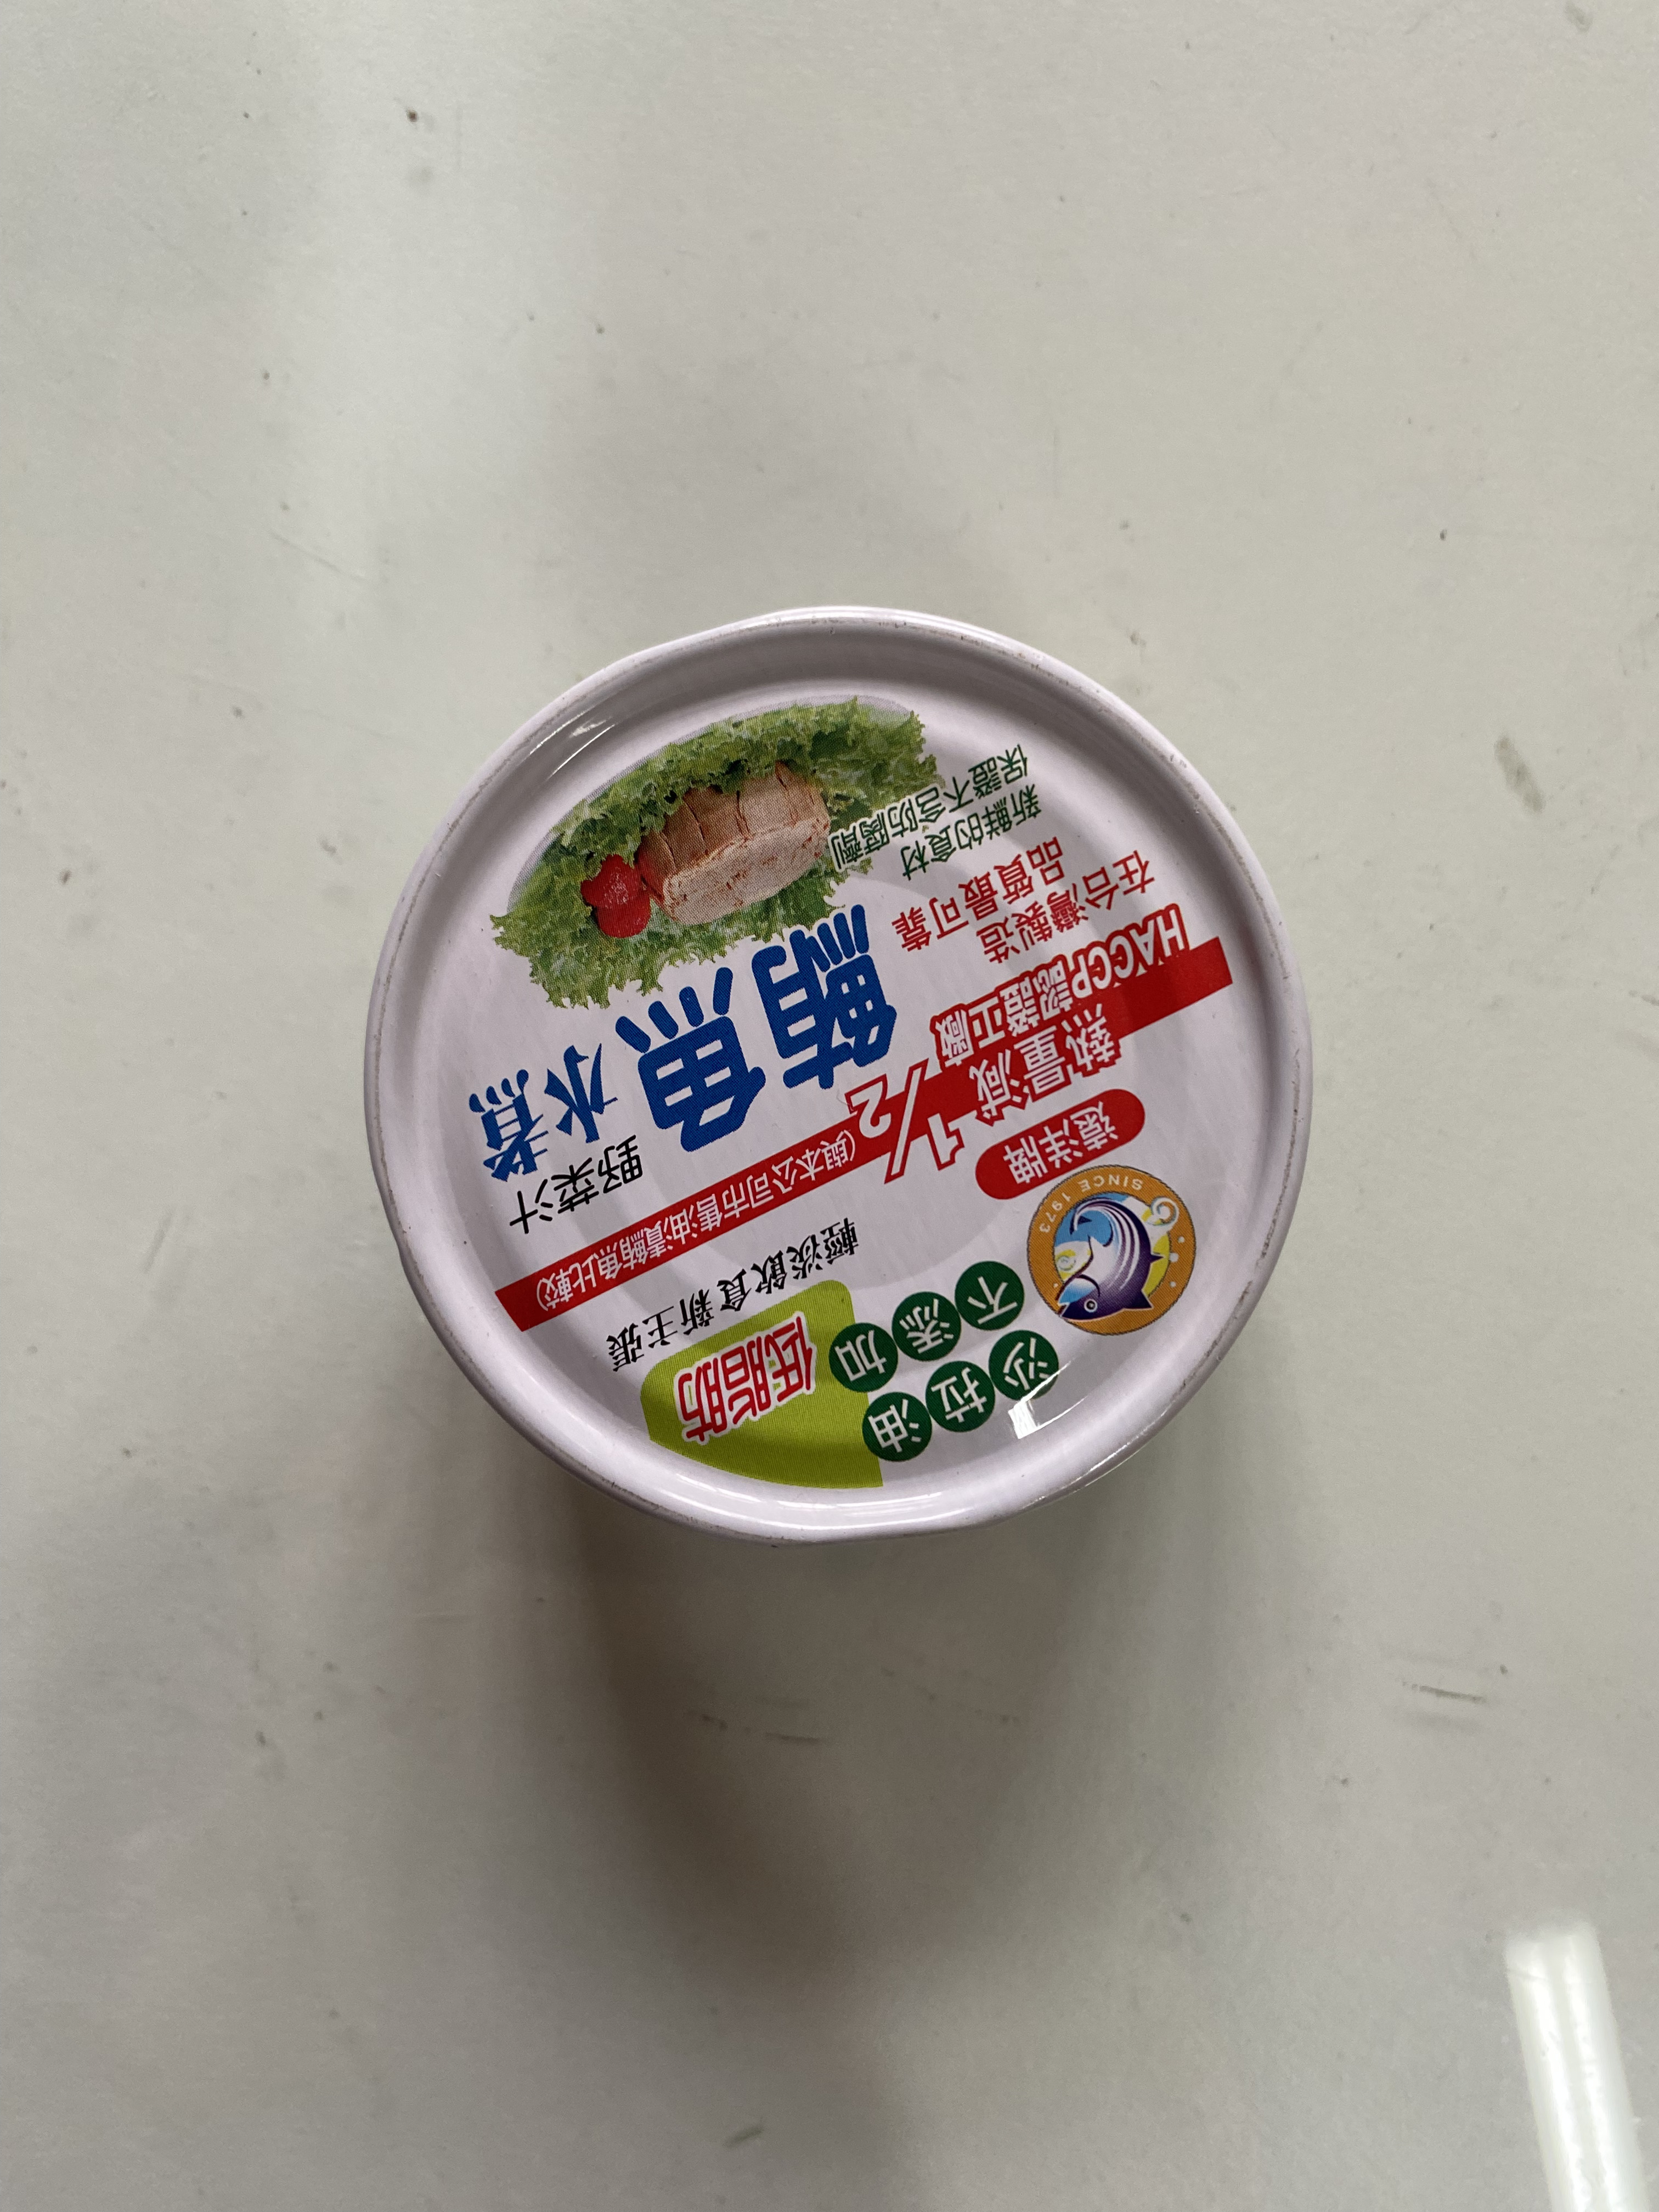 不添加
沙拉油
低脂肪
輕淡飲食新主張
SINCE 1973
遠洋牌
熱量減1/2(與本公司市售油漬鮪魚比較)
野菜汁
鮪魚水煮
HACCP認證工廠
在台灣製造
品質最可靠
新鮮的食材
保證不含防腐劑